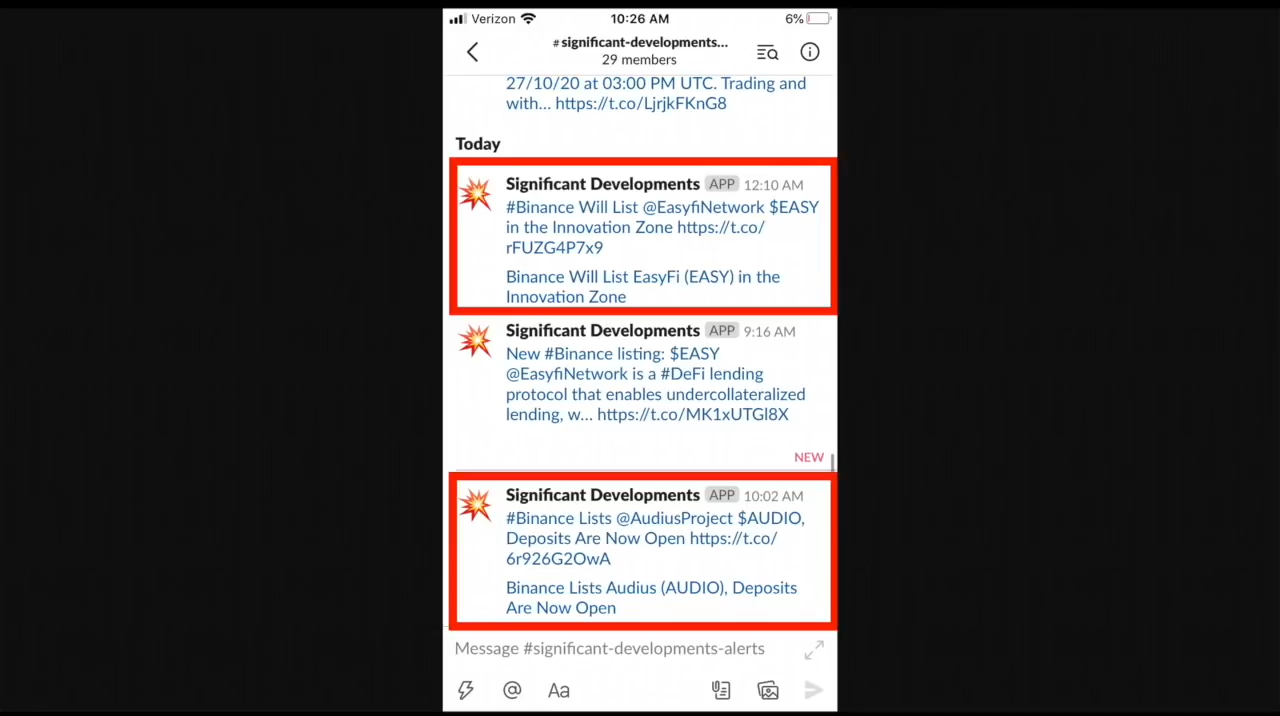 Verizon 10:26 AM 6%
#significant-developments...
29 members
27/10/20 at 03:00 PM UTC. Trading and
with... https://t.co/LjrjkFKnG8
Today
Significant Developments APP 12:10 AM
#Binance Will List @EasyfiNetwork $EASY
in the Innovation Zone https://t.co/
rFUZG4P7x9
Binance Will List EasyFi (EASY) in the
Innovation Zone
Significant Developments APP 9:16 AM
New #Binance listing: $EASY
@EasyfiNetwork is a #DeFi lending
protocol that enables undercollateralized
lending, w... https://t.co/MK1xUTGl8X
NEW
Significant Developments APP 10:02 AM
#Binance Lists @AudiusProject $AUDIO,
Deposits Are Now Open https://t.co/
6r926G2OwA
Binance Lists Audius (AUDIO), Deposits
Are Now Open
Message #significant-developments-alerts
@ Aa